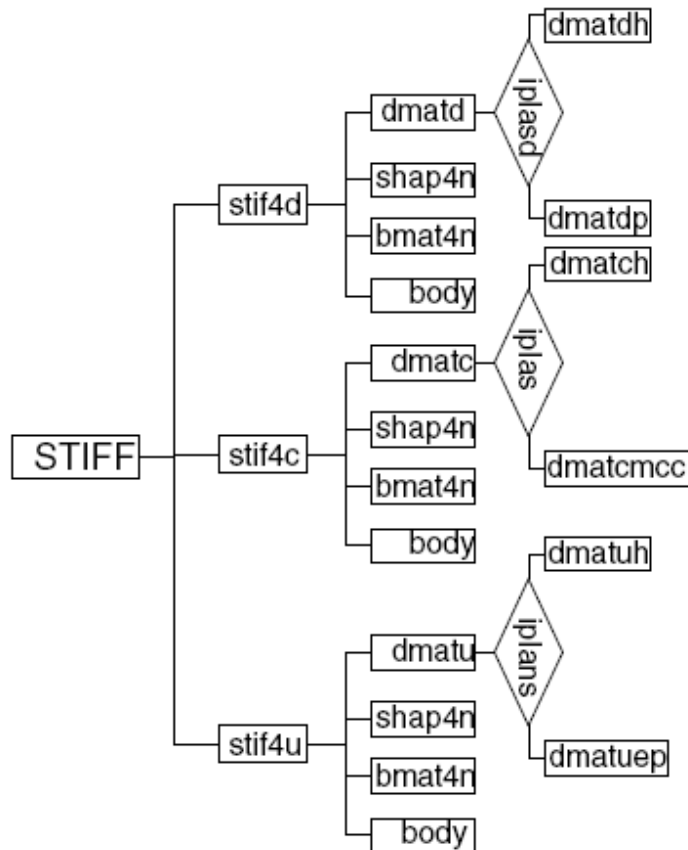 dmatdh
dmatd
iplasd
shap4n
stif4d
bmat4n
dmatdp
dmatch
body
dmatc
iplas
shap4n
STIFF
stif4c
bmat4n
dmatcmcc
body
dmatuh
dmatu
iplans
shap4n
stif4u
bmat4n
dmatuep
body